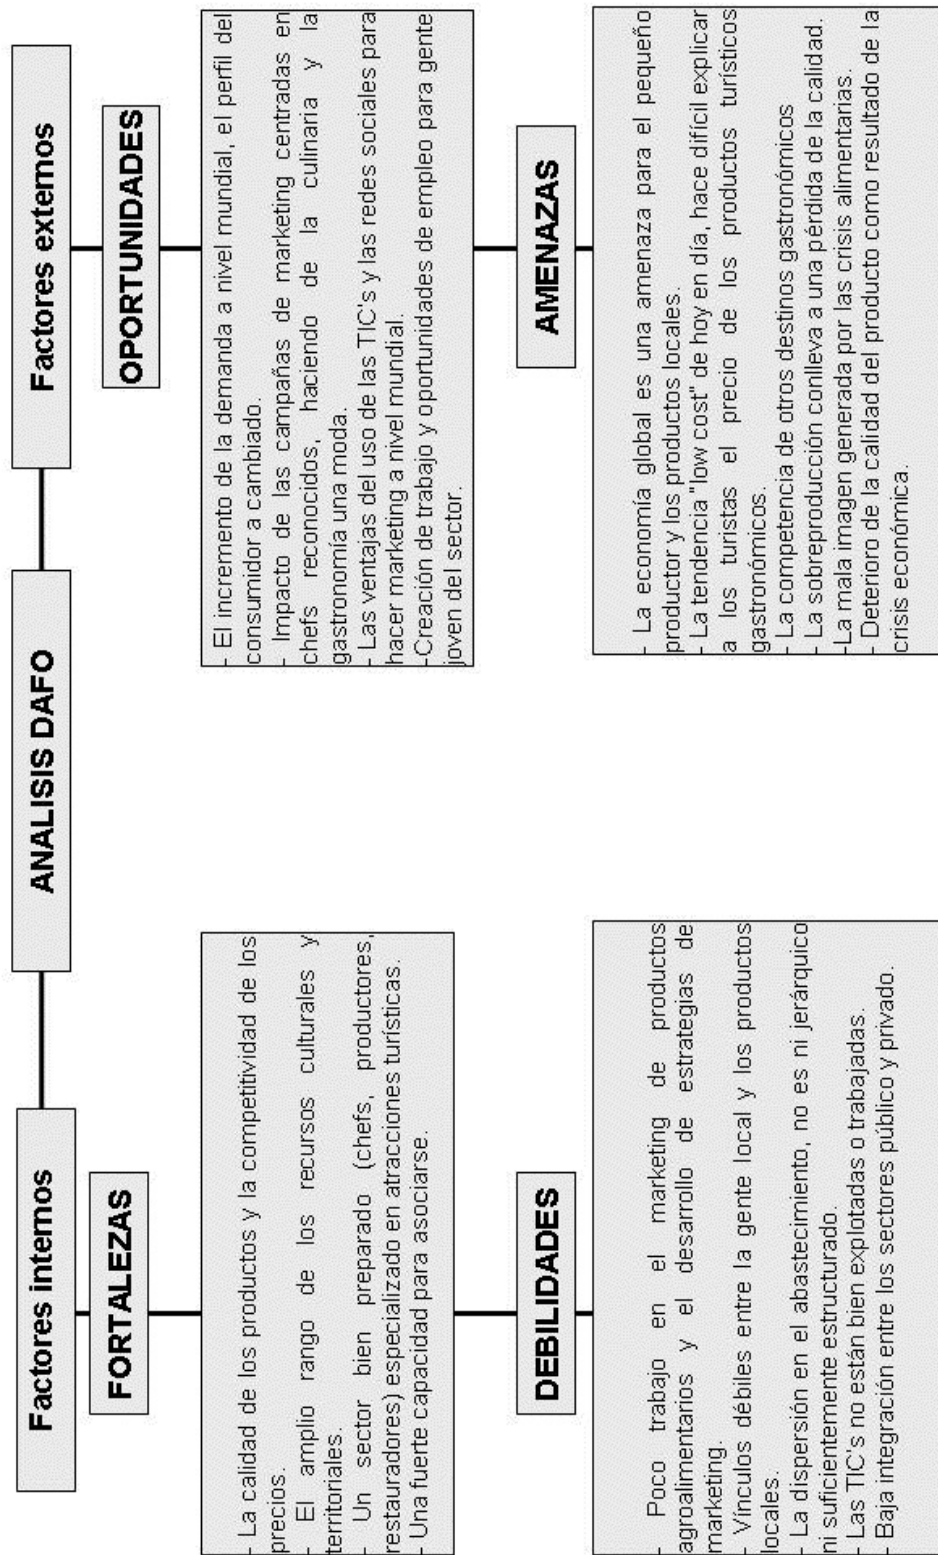 ANALISIS DAFO
Factores internos
FORTALEZAS
- La calidad de los productos y la competitividad de los
precios.
- El amplio rango de los recursos culturales y
territoriales.
- Un sector bien preparado (chefs, productores,
restauradores) especializado en atracciones turísticas.
- Una fuerte capacidad para asociarse.
DEBILIDADES
- Poco trabajo en el marketing de productos
agroalimentarios y el desarrollo de estrategias de
marketing.
- Vínculos débiles entre la gente local y los productos
locales.
- La dispersión en el abastecimiento, no es ni jerárquico
ni suficientemente estructurado.
- Las TIC's no están bien explotadas o trabajadas.
- Baja integración entre los sectores público y privado.
Factores externos
OPORTUNIDADES
- El incremento de la demanda a nivel mundial, el perfil del
consumidor a cambiado.
- Impacto de las campañas de marketing centradas en
chefs reconocidos, haciendo de la culinaria y la
gastronomía una moda.
- Las ventajas del uso de las TIC's y las redes sociales para
hacer marketing a nivel mundial.
-Creación de trabajo y oportunidades de empleo para gente
joven del sector.
AMENAZAS
- La economía global es una amenaza para el pequeño
productor y los productos locales.
- La tendencia "low cost" de hoy en día, hace difícil explicar
a los turistas el precio de los productos turísticos
gastronómicos.
- La competencia de otros destinos gastronómicos
- La sobreproducción conlleva a una pérdida de la calidad.
-La mala imagen generada por las crisis alimentarias.
- Deterioro de la calidad del producto como resultado de la
crisis económica.